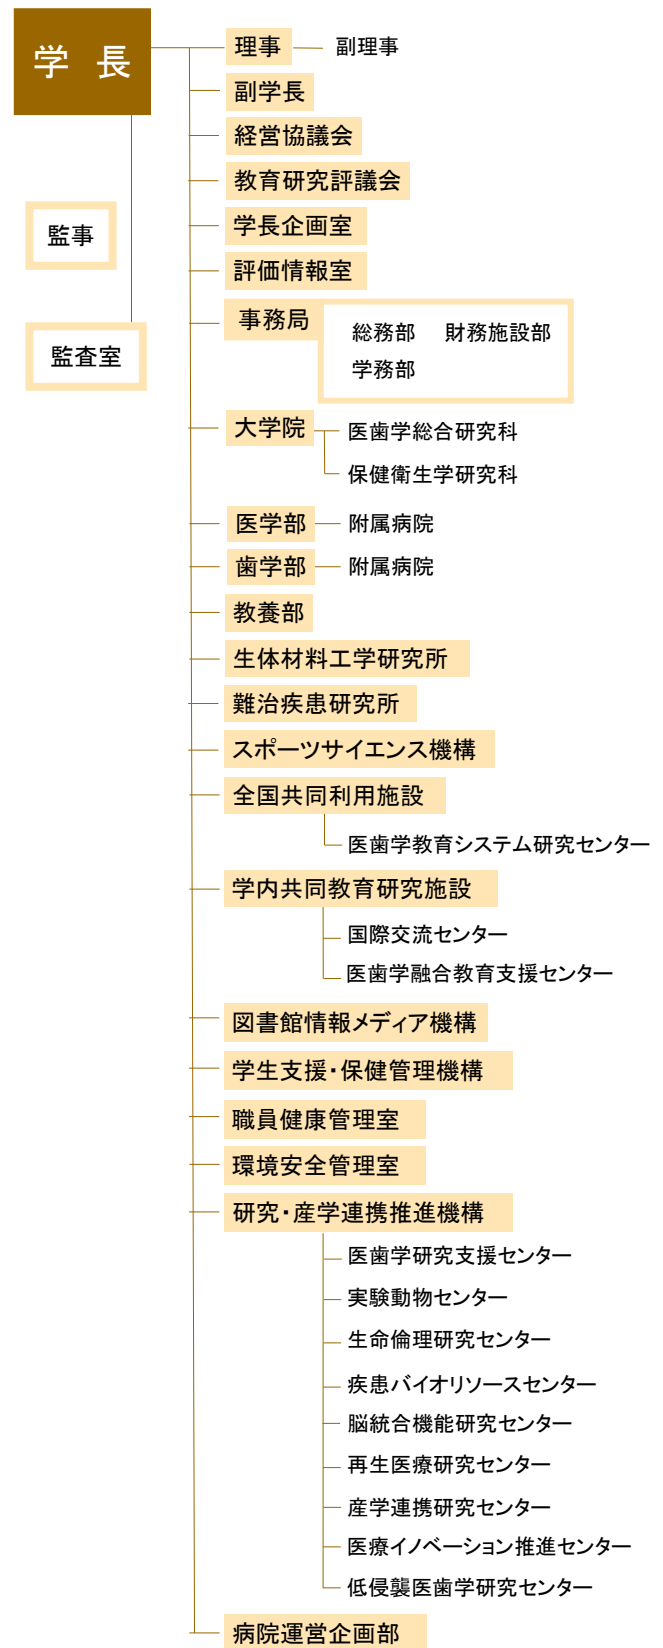 学 長
理事
副理事
副学長
経営協議会
教育研究評議会
監事
学長企画室
評価情報室
事務局
総務部 財務施設部
学務部
監査室
大学院
医歯学総合研究科
保健衛生学研究科
医学部
附属病院
歯学部
附属病院
教養部
生体材料工学研究所
難治疾患研究所
スポーツサイエンス機構
全国共同利用施設
医歯学教育システム研究センター
学内共同教育研究施設
国際交流センター
医歯学融合教育支援センター
図書館情報メディア機構
学生支援・保健管理機構
職員健康管理室
環境安全管理室
研究・産学連携推進機構
医歯学研究支援センター
実験動物センター
生命倫理研究センター
疾患バイオリソースセンター
脳統合機能研究センター
再生医療研究センター
産学連携研究センター
医療イノベーション推進センター
低侵襲医歯学研究センター
病院運営企画部